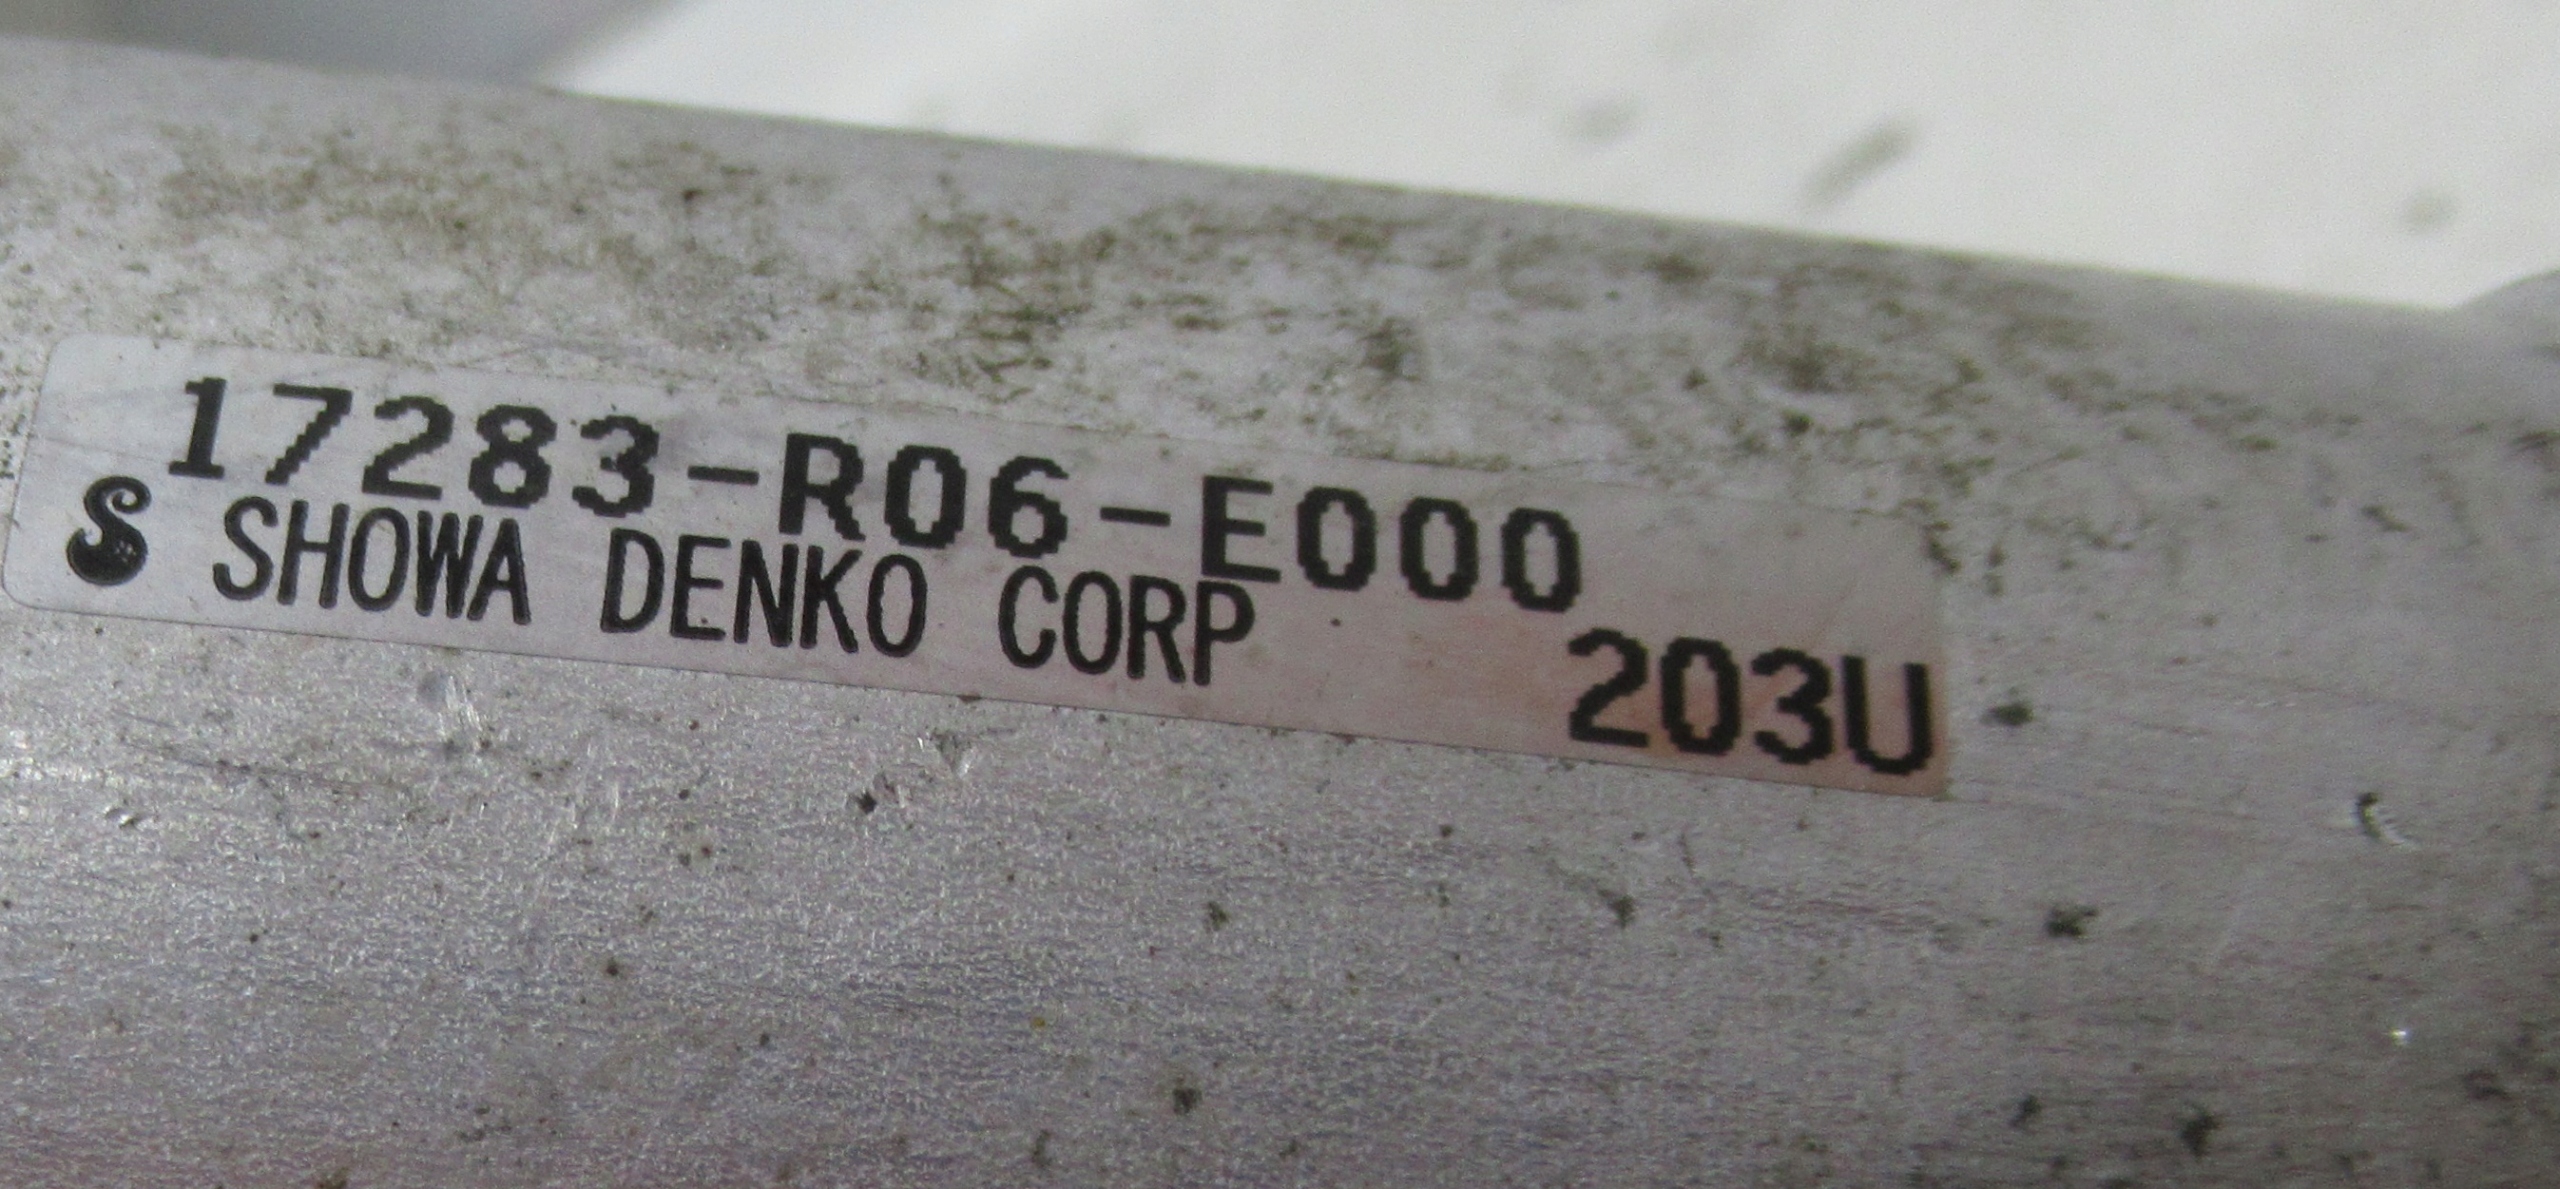 17283-R06-E000
S SHOWA DENKO CORP
203U